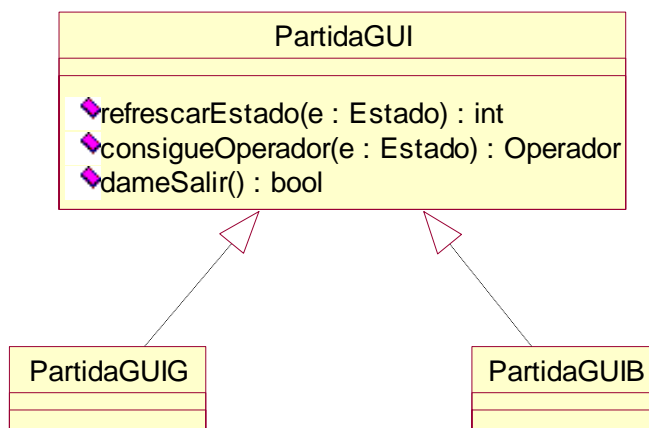 PartidaGUI
refrescarEstado(e : Estado) : int
consigueOperador(e : Estado) : Operador
dameSalir() : bool
PartidaGUIG
PartidaGUIB